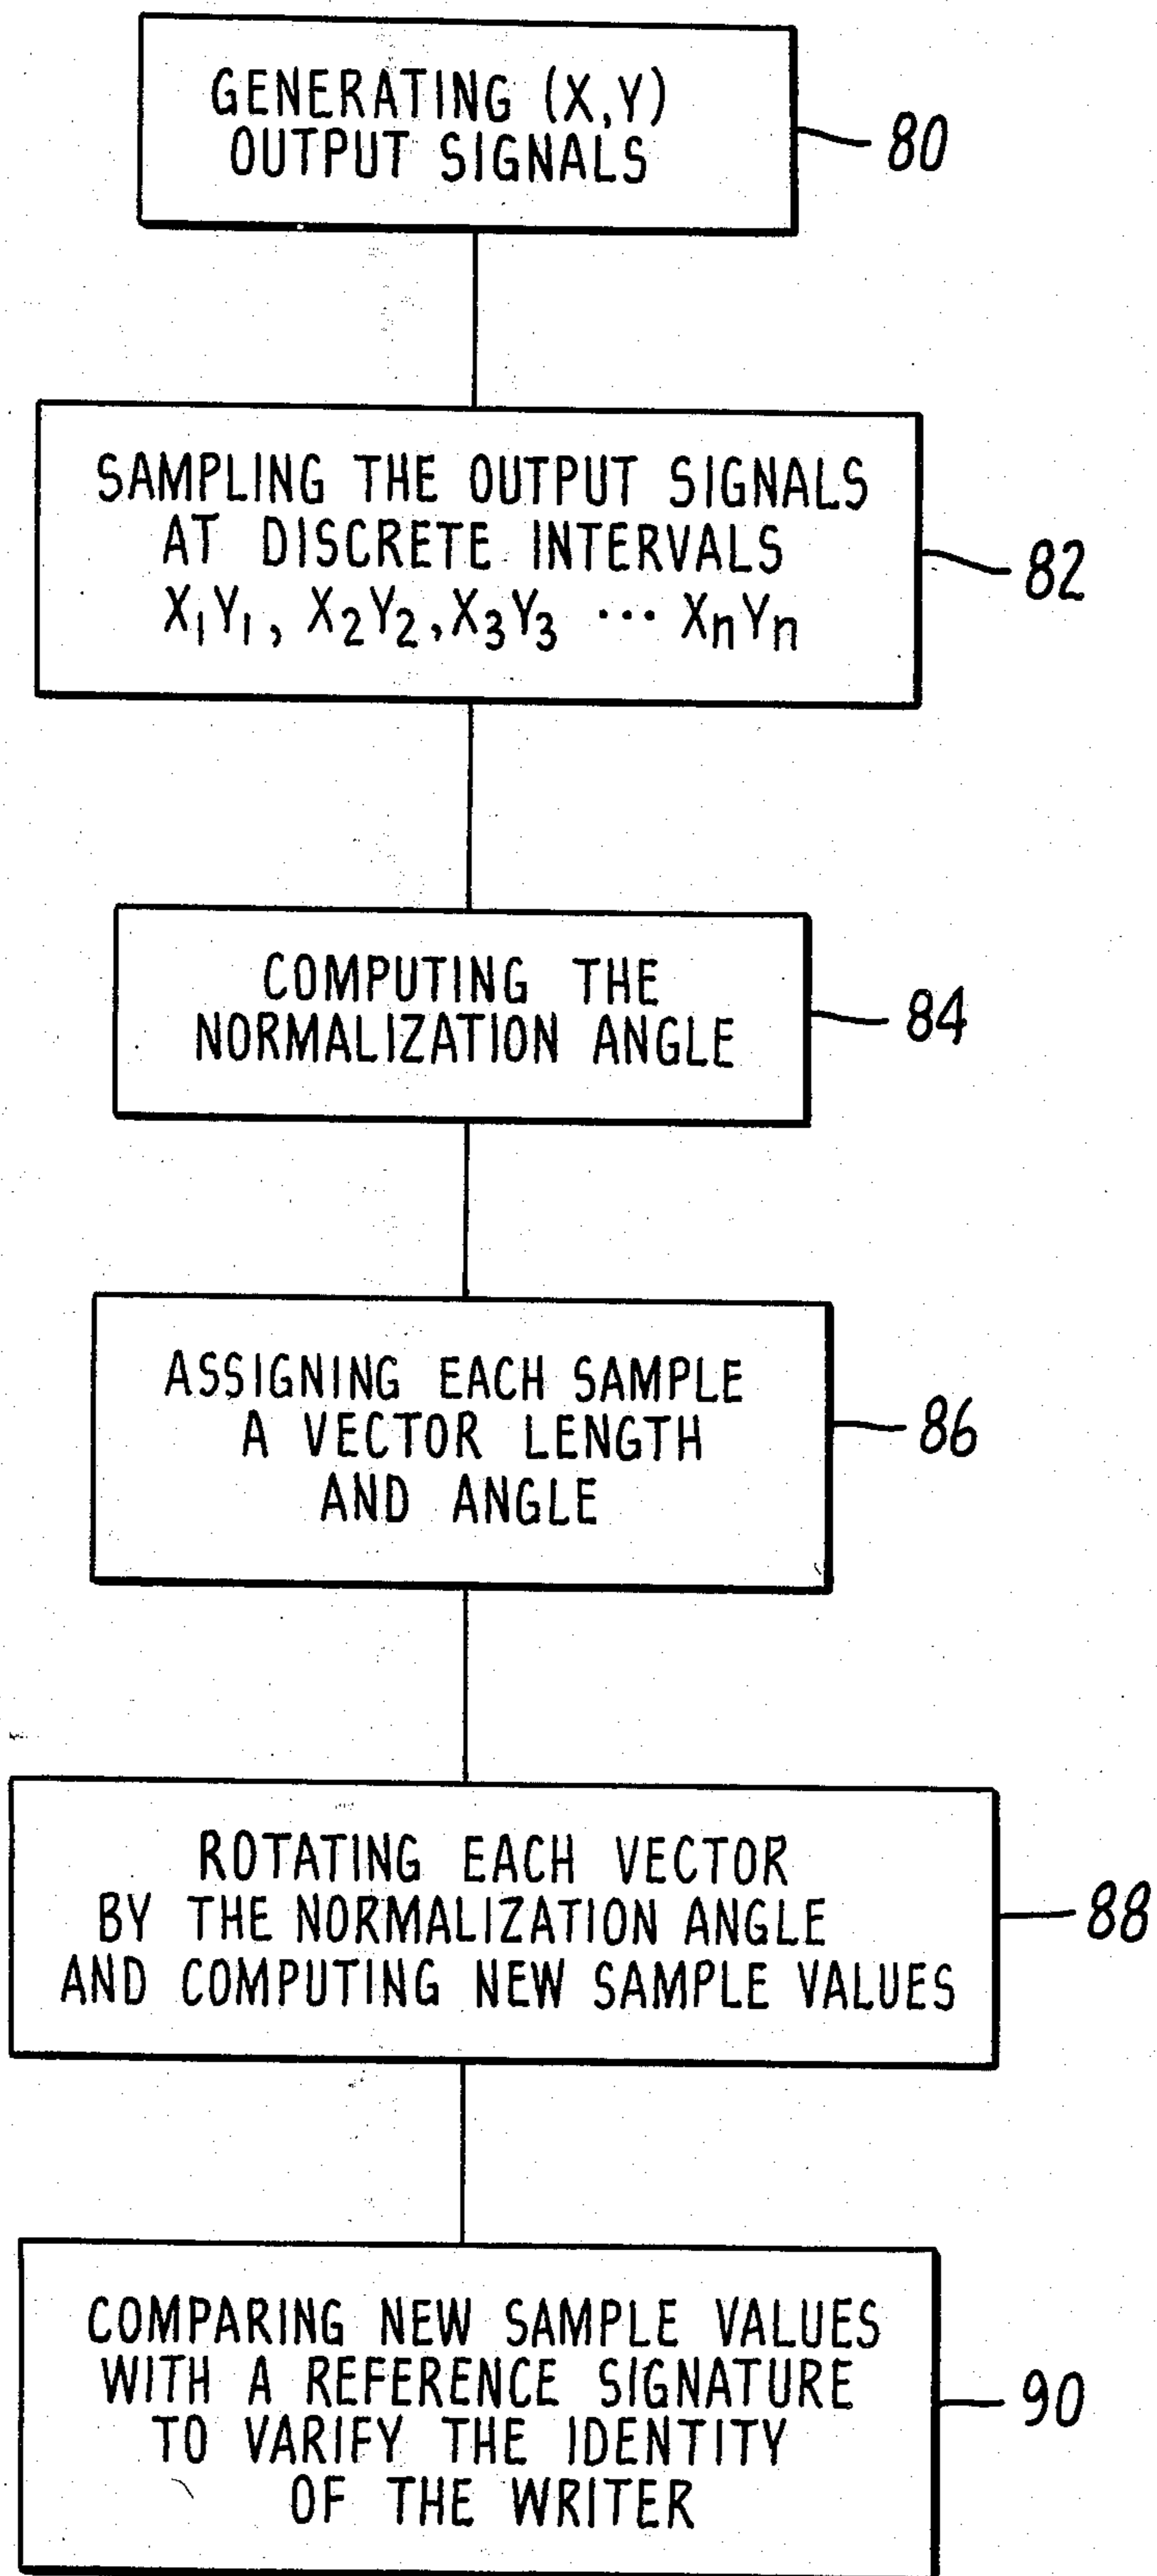 GENERATING (X,Y)
OUTPUT SIGNALS
80
SAMPLING THE OUTPUT SIGNALS
AT DISCRETE INTERVALS
X₁Y₁, X₂Y₂, X₃Y₃ ··· XₙYₙ
82
COMPUTING THE
NORMALIZATION ANGLE
84
ASSIGNING EACH SAMPLE
A VECTOR LENGTH
AND ANGLE
86
ROTATING EACH VECTOR
BY THE NORMALIZATION ANGLE
AND COMPUTING NEW SAMPLE VALUES
88
COMPARING NEW SAMPLE VALUES
WITH A REFERENCE SIGNATURE
TO VARIFY THE IDENTITY
OF THE WRITER
90